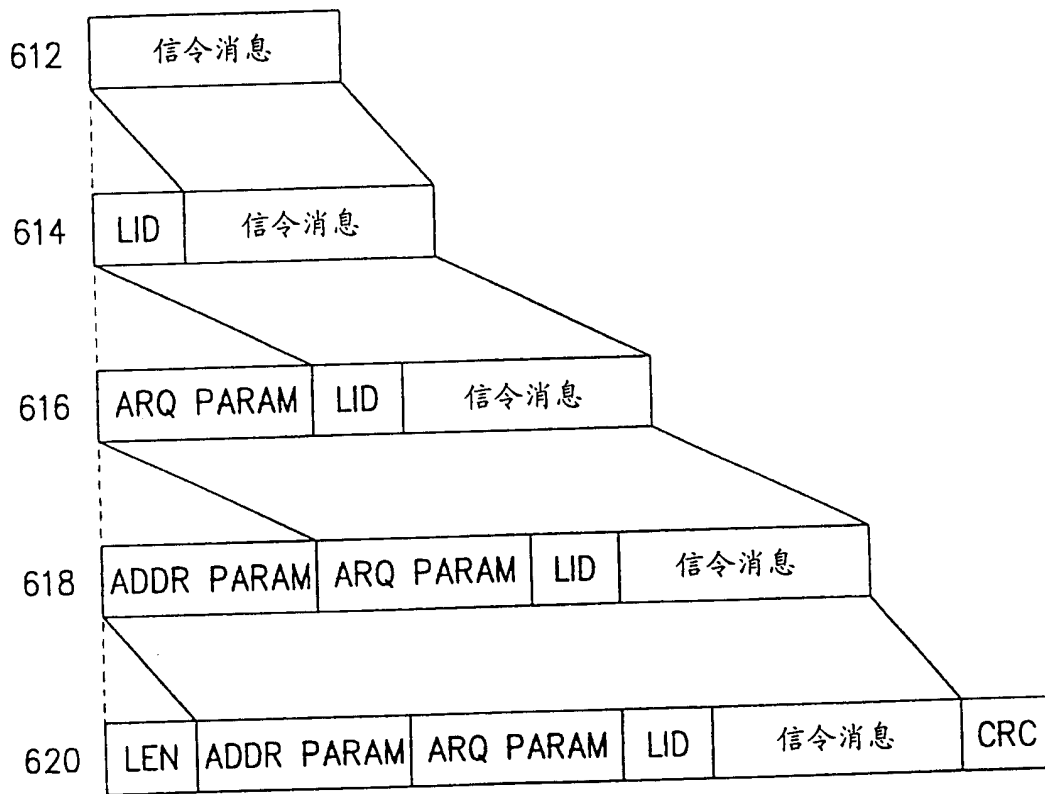 612 信令消息
614 LID 信令消息
616 ARQ PARAM LID 信令消息
618 ADDR PARAM ARQ PARAM LID 信令消息
620 LEN ADDR PARAM ARQ PARAM LID 信令消息 CRC